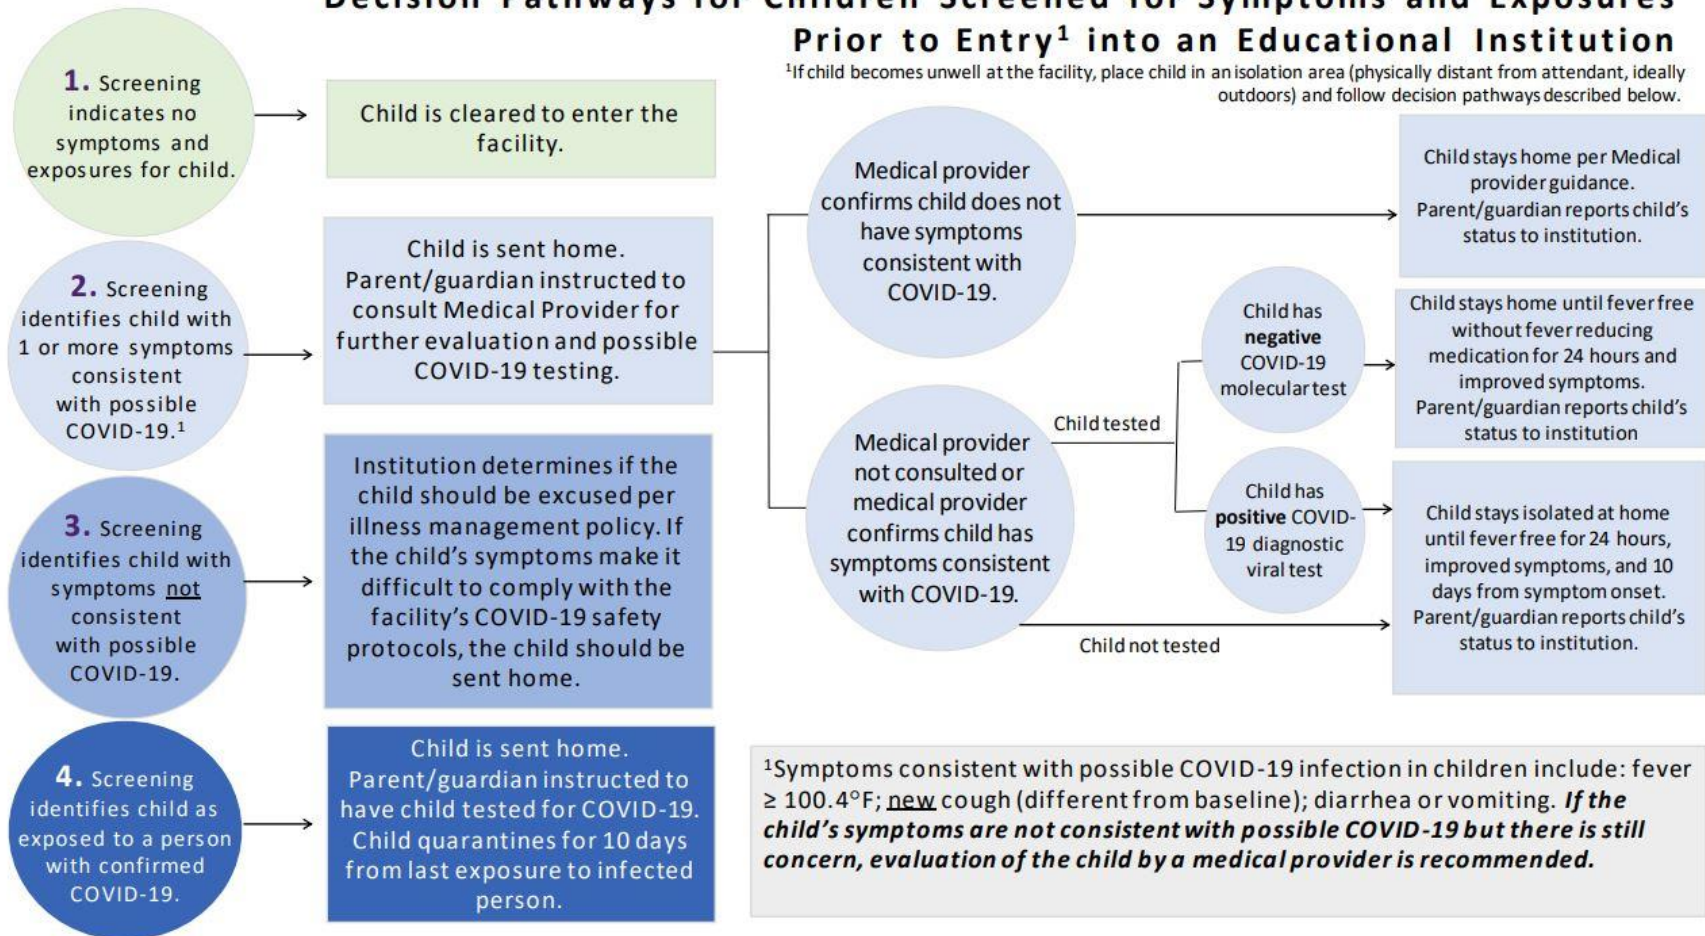 Decision Pathways for Children Screened for Symptoms and Exposures
Prior to Entry¹ into an Educational Institution
¹If child becomes unwell at the facility, place child in an isolation area (physically distant from attendant, ideally
outdoors) and follow decision pathways described below.
1. Screening
indicates no
symptoms and
exposures for child.
Child is cleared to enter the
facility.
2. Screening
identifies child with
1 or more symptoms
consistent
with possible
COVID-19.¹
Child is sent home.
Parent/guardian instructed to
consult Medical Provider for
further evaluation and possible
COVID-19 testing.
Medical provider
confirms child does not
have symptoms
consistent with
COVID-19.
Child stays home per Medical
provider guidance.
Parent/guardian reports child's
status to institution.
Medical provider
not consulted or
medical provider
confirms child has
symptoms consistent
with COVID-19.
Child tested
Child has
negative
COVID-19
molecular test
Child stays home until fever free
without fever reducing
medication for 24 hours and
improved symptoms.
Parent/guardian reports child's
status to institution
Child has
positive COVID-
19 diagnostic
viral test
Child not tested
Child stays isolated at home
until fever free for 24 hours,
improved symptoms, and 10
days from symptom onset.
Parent/guardian reports child's
status to institution.
3. Screening
identifies child with
symptoms not
consistent
with possible
COVID-19.
Institution determines if the
child should be excused per
illness management policy. If
the child's symptoms make it
difficult to comply with the
facility's COVID-19 safety
protocols, the child should be
sent home.
4. Screening
identifies child as
exposed to a person
with confirmed
COVID-19.
Child is sent home.
Parent/guardian instructed to
have child tested for COVID-19.
Child quarantines for 10 days
from last exposure to infected
person.
¹Symptoms consistent with possible COVID-19 infection in children include: fever
≥ 100.4°F; new cough (different from baseline); diarrhea or vomiting. If the
child's symptoms are not consistent with possible COVID-19 but there is still
concern, evaluation of the child by a medical provider is recommended.